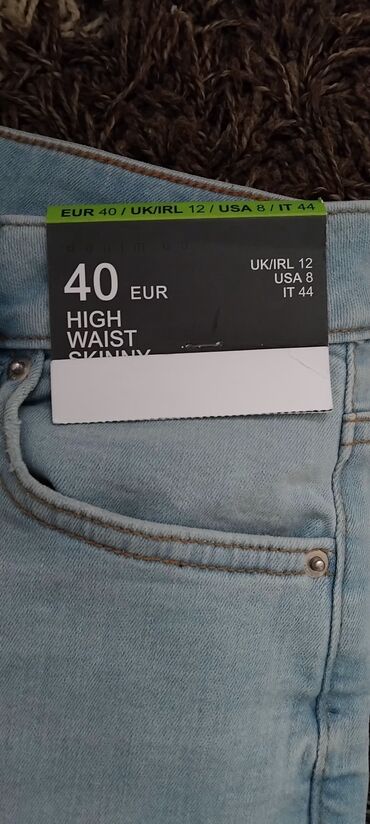 EUR 40 / UK/IRL 12 / USA 8 / IT 44
40 EUR
UK/IRL 12
USA 8
IT 44
HIGH
WAIST
SKINNY